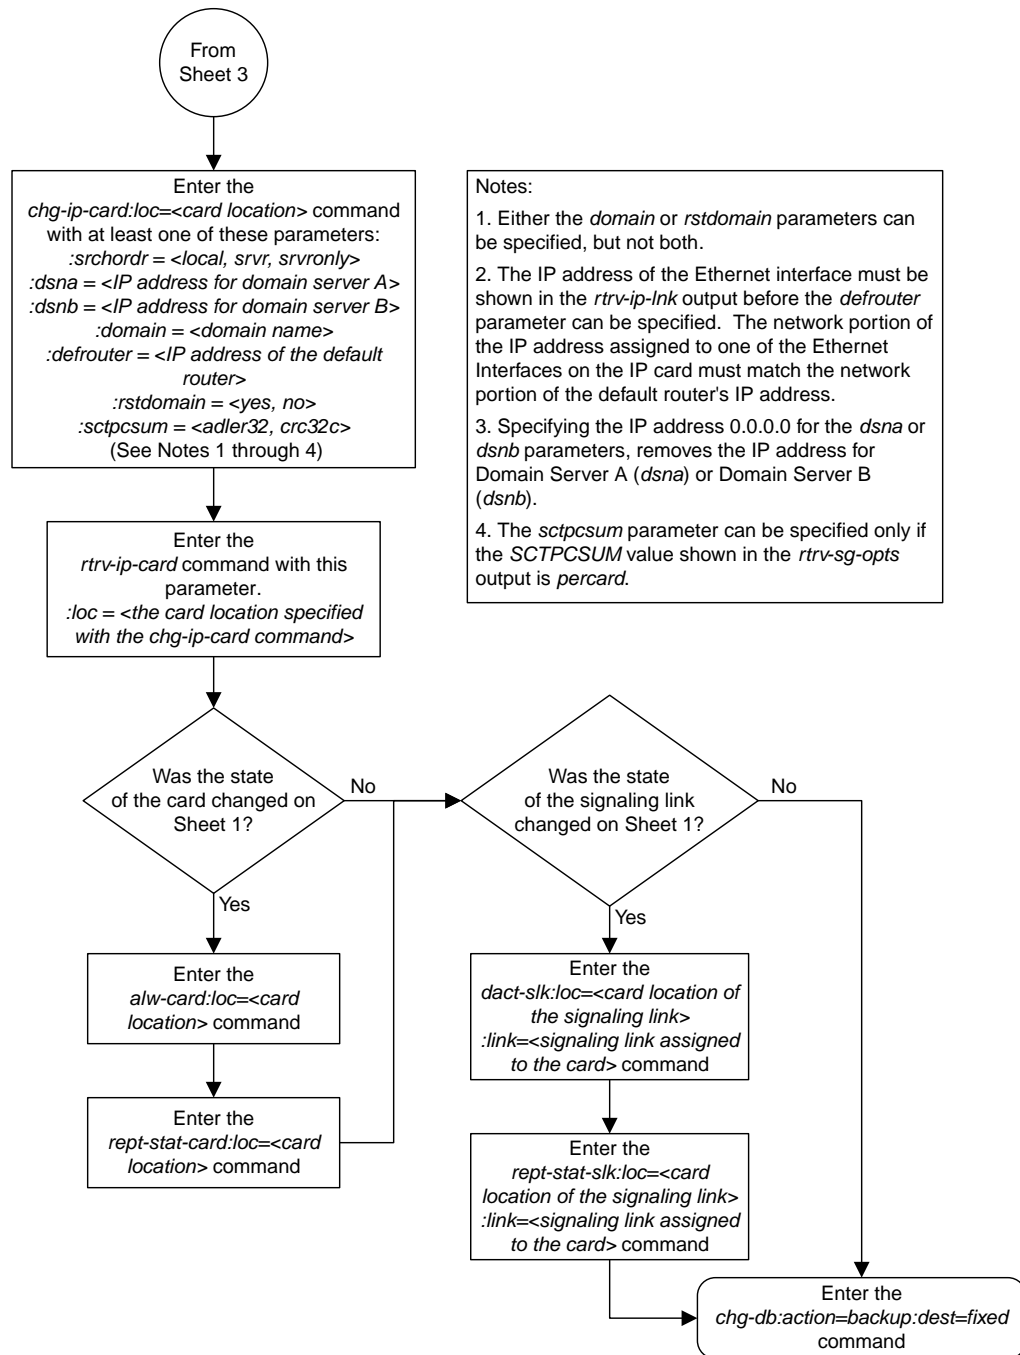 From
Sheet 3
Enter the
chg-ip-card:loc=<card location> command
with at least one of these parameters:
:srchordr = <local, srvr, srvronly>
:dsna = <IP address for domain server A>
:dsnb = <IP address for domain server B>
:domain = <domain name>
:defrouter = <IP address of the default
router>
:rstdomain = <yes, no>
:sctpcsum = <adler32, crc32c>
(See Notes 1 through 4)
Notes:
1. Either the domain or rstdomain parameters can
be specified, but not both.
2. The IP address of the Ethernet interface must be
shown in the rtrv-ip-lnk output before the defrouter
parameter can be specified.  The network portion of
the IP address assigned to one of the Ethernet
Interfaces on the IP card must match the network
portion of the default router's IP address.
3. Specifying the IP address 0.0.0.0 for the dsna or
dsnb parameters, removes the IP address for
Domain Server A (dsna) or Domain Server B
(dsnb).
4. The sctpcsum parameter can be specified only if
the SCTPCSUM value shown in the rtrv-sg-opts
output is percard.
Enter the
rtrv-ip-card command with this
parameter.
:loc = <the card location specified
with the chg-ip-card command>
Was the state
of the card changed on
Sheet 1?
No
Yes
Was the state
of the signaling link
changed on Sheet 1?
No
Yes
Enter the
alw-card:loc=<card
location> command
Enter the
rept-stat-card:loc=<card
location> command
Enter the
dact-slk:loc=<card location of
the signaling link>
:link=<signaling link assigned
to the card> command
Enter the
rept-stat-slk:loc=<card
location of the signaling link>
:link=<signaling link assigned
to the card> command
Enter the
chg-db:action=backup:dest=fixed
command